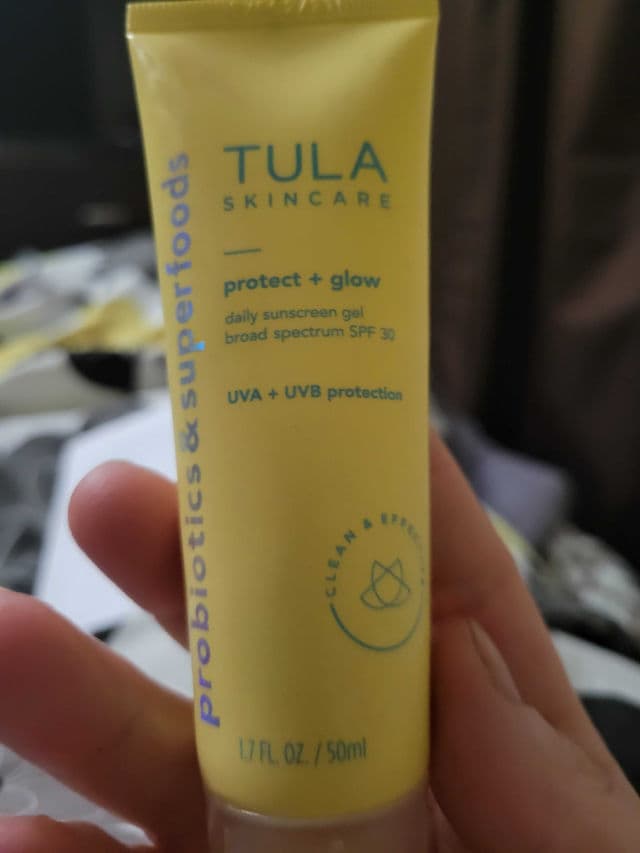 TULA
SKINCARE
protect + glow
daily sunscreen gel
broad spectrum SPF 30
UVA + UVB protection
probiotics & superfoods
CLEAN &
1.7 FL. OZ. / 50ml